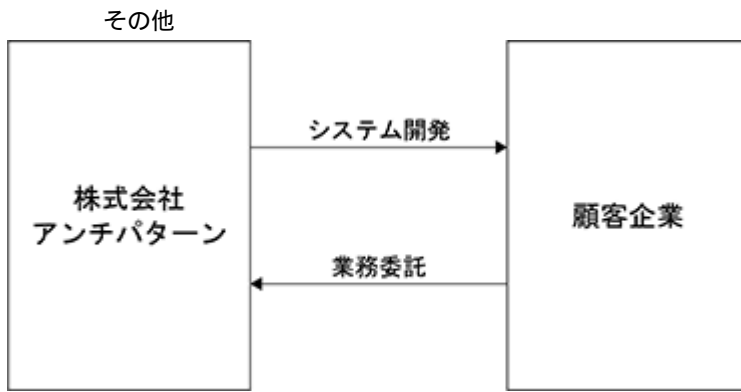 その他
システム開発
株式会社
アンチパターン
顧客企業
業務委託